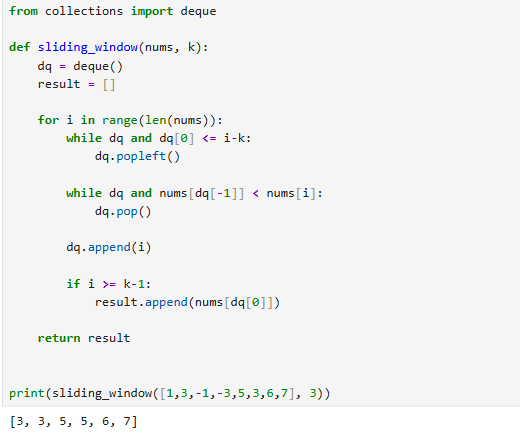 from collections import deque

def sliding_window(nums, k):
    dq = deque()
    result = []

    for i in range(len(nums)):
        while dq and dq[0] <= i-k:
            dq.popleft()

        while dq and nums[dq[-1]] < nums[i]:
            dq.pop()

        dq.append(i)

        if i >= k-1:
            result.append(nums[dq[0]])

    return result


print(sliding_window([1,3,-1,-3,5,3,6,7], 3))
[3, 3, 5, 5, 6, 7]